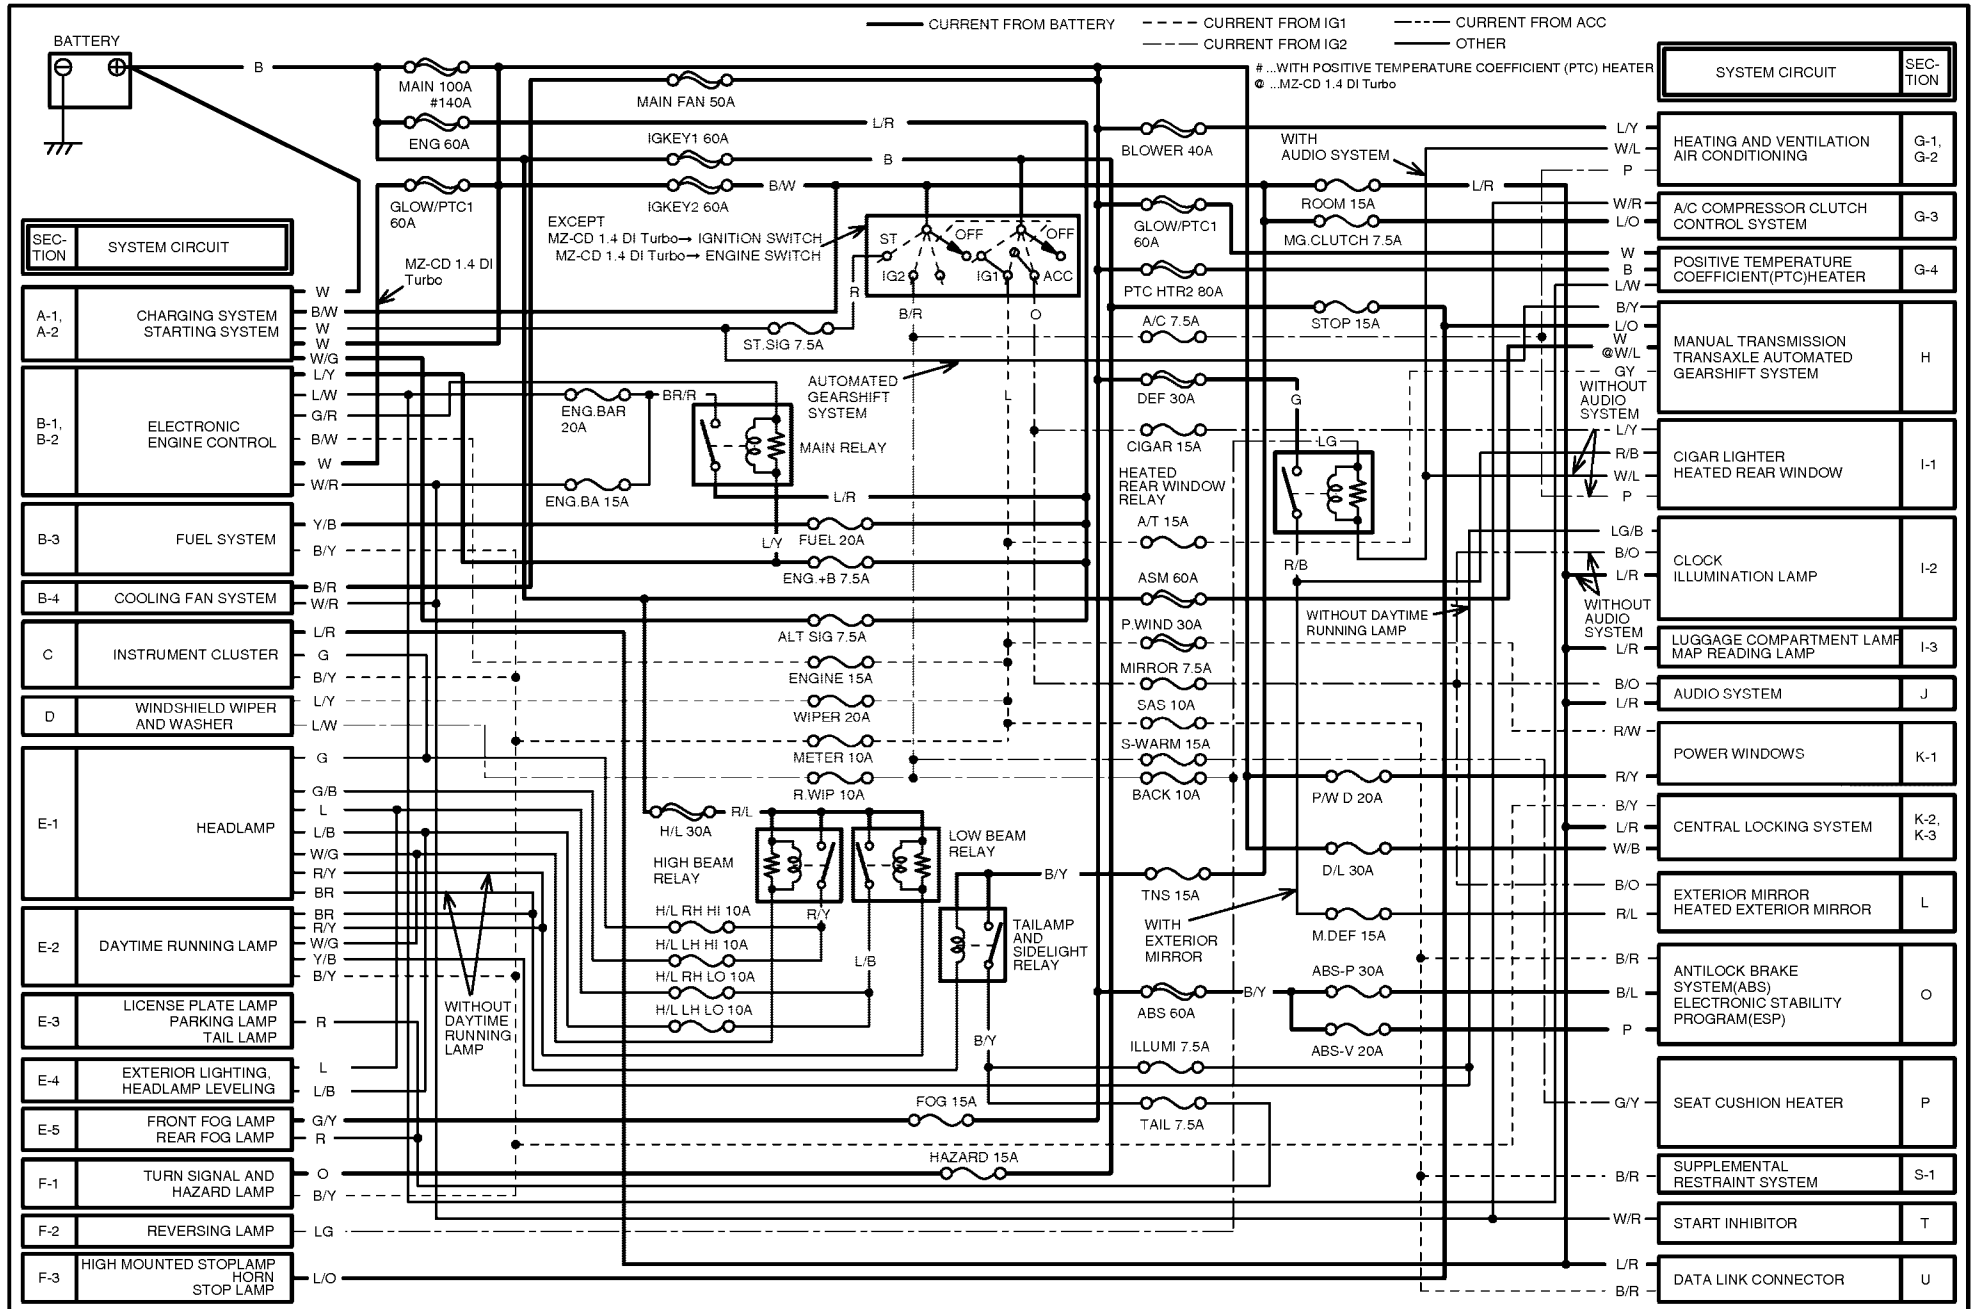 CURRENT FROM BATTERY
CURRENT FROM IG1
CURRENT FROM ACC
CURRENT FROM IG2
OTHER
# ...WITH POSITIVE TEMPERATURE COEFFICIENT (PTC) HEATER
@ ...MZ-CD 1.4 DI Turbo
BATTERY
B
MAIN 100A
#140A
MAIN FAN 50A
ENG 60A
L/R
IGKEY1 60A
B
GLOW/PTC1
60A
IGKEY2 60A
B/W
EXCEPT
MZ-CD 1.4 DI Turbo→ IGNITION SWITCH
MZ-CD 1.4 DI Turbo→ ENGINE SWITCH
MZ-CD 1.4 DI
Turbo
ST
OFF
OFF
IG2
IG1
ACC
R
B/R
O
L
ST.SIG 7.5A
AUTOMATED
GEARSHIFT
SYSTEM
ENG.BAR
20A
BR/R
MAIN RELAY
ENG.BA 15A
L/R
FUEL 20A
L/Y
ENG.+B 7.5A
ALT SIG 7.5A
ENGINE 15A
WIPER 20A
METER 10A
R.WIP 10A
H/L 30A
R/L
HIGH BEAM
RELAY
LOW BEAM
RELAY
H/L RH HI 10A
R/Y
H/L LH HI 10A
H/L RH LO 10A
L/B
H/L LH LO 10A
TAILAMP
AND
SIDELIGHT
RELAY
B/Y
B/Y
WITHOUT
DAYTIME
RUNNING
LAMP
FOG 15A
HAZARD 15A
BLOWER 40A
WITH
AUDIO SYSTEM
ROOM 15A
L/R
GLOW/PTC1
60A
MG.CLUTCH 7.5A
PTC HTR2 80A
A/C 7.5A
STOP 15A
DEF 30A
G
CIGAR 15A
LG
HEATED
REAR WINDOW
RELAY
A/T 15A
R/B
ASM 60A
P.WIND 30A
WITHOUT DAYTIME
RUNNING LAMP
MIRROR 7.5A
SAS 10A
S-WARM 15A
BACK 10A
P/W D 20A
D/L 30A
TNS 15A
WITH
EXTERIOR
MIRROR
M.DEF 15A
ABS-P 30A
B/Y
ABS 60A
ABS-V 20A
ILLUMI 7.5A
TAIL 7.5A
WITHOUT
AUDIO
SYSTEM
WITHOUT
AUDIO
SYSTEM
SEC-
TION
SYSTEM CIRCUIT
A-1,
A-2
CHARGING SYSTEM
STARTING SYSTEM
W
B/W
W
W
W/G
B-1,
B-2
ELECTRONIC
ENGINE CONTROL
L/Y
L/W
G/R
B/W
W
W/R
B-3
FUEL SYSTEM
Y/B
B/Y
B-4
COOLING FAN SYSTEM
B/R
W/R
C
INSTRUMENT CLUSTER
L/R
G
B/Y
D
WINDSHIELD WIPER
AND WASHER
L/Y
L/W
E-1
HEADLAMP
G
G/B
L
L/B
W/G
R/Y
BR
E-2
DAYTIME RUNNING LAMP
BR
R/Y
W/G
Y/B
B/Y
E-3
LICENSE PLATE LAMP
PARKING LAMP
TAIL LAMP
R
E-4
EXTERIOR LIGHTING,
HEADLAMP LEVELING
L
L/B
E-5
FRONT FOG LAMP
REAR FOG LAMP
G/Y
R
F-1
TURN SIGNAL AND
HAZARD LAMP
O
B/Y
F-2
REVERSING LAMP
LG
F-3
HIGH MOUNTED STOPLAMP
HORN
STOP LAMP
L/O
SYSTEM CIRCUIT
SEC-
TION
L/Y
W/L
P
HEATING AND VENTILATION
AIR CONDITIONING
G-1,
G-2
W/R
L/O
A/C COMPRESSOR CLUTCH
CONTROL SYSTEM
G-3
W
B
L/W
POSITIVE TEMPERATURE
COEFFICIENT(PTC)HEATER
G-4
B/Y
L/O
W
@W/L
GY
MANUAL TRANSMISSION
TRANSAXLE AUTOMATED
GEARSHIFT SYSTEM
H
L/Y
R/B
W/L
P
CIGAR LIGHTER
HEATED REAR WINDOW
I-1
LG/B
B/O
L/R
CLOCK
ILLUMINATION LAMP
I-2
L/R
LUGGAGE COMPARTMENT LAMP
MAP READING LAMP
I-3
B/O
L/R
AUDIO SYSTEM
J
R/W
R/Y
POWER WINDOWS
K-1
B/Y
L/R
W/B
CENTRAL LOCKING SYSTEM
K-2,
K-3
B/O
R/L
EXTERIOR MIRROR
HEATED EXTERIOR MIRROR
L
B/R
B/L
P
ANTILOCK BRAKE
SYSTEM(ABS)
ELECTRONIC STABILITY
PROGRAM(ESP)
O
G/Y
SEAT CUSHION HEATER
P
B/R
SUPPLEMENTAL
RESTRAINT SYSTEM
S-1
W/R
START INHIBITOR
T
L/R
B/R
DATA LINK CONNECTOR
U